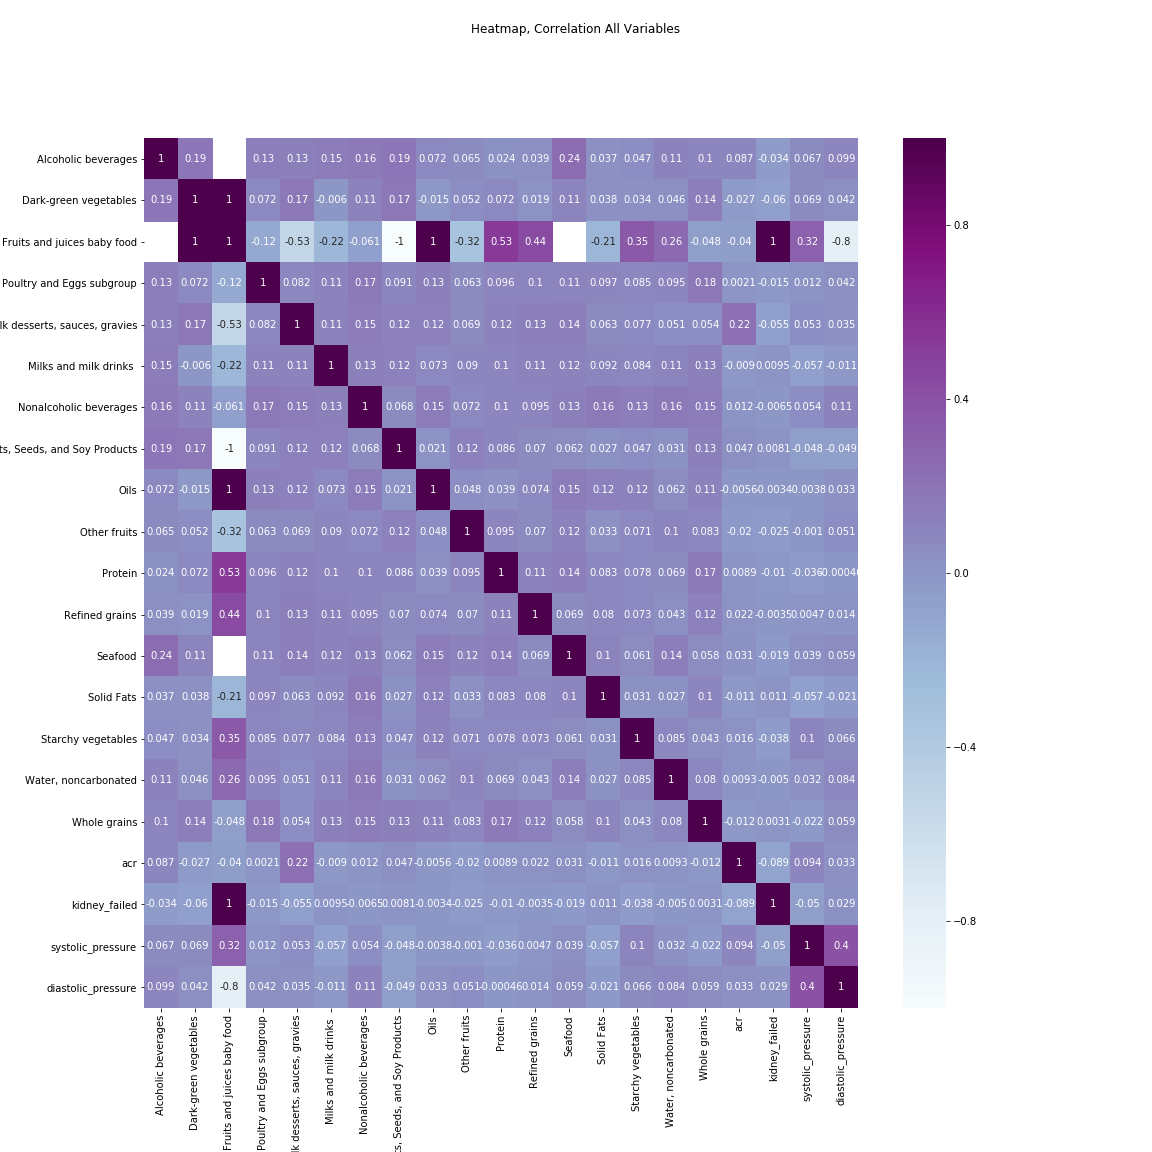 Heatmap, Correlation All Variables
Alcoholic beverages 1 0.19 0.13 0.13 0.15 0.16 0.19 0.072 0.065 0.024 0.039 0.24 0.037 0.047 0.11 0.1 0.087 -0.034 0.067 0.099
Dark-green vegetables 0.19 1 1 0.072 0.17 -0.006 0.11 0.17 -0.015 0.052 0.072 0.019 0.11 0.038 0.034 0.046 0.14 -0.027 -0.06 0.069 0.042
Fruits and juices baby food 1 1 -0.12 -0.53 -0.22 -0.061 -1 1 -0.32 0.53 0.44 -0.21 0.35 0.26 -0.048 -0.04 1 0.32 -0.8
Poultry and Eggs subgroup 0.13 0.072 -0.12 1 0.082 0.11 0.17 0.091 0.13 0.063 0.096 0.1 0.11 0.097 0.085 0.095 0.18 0.0021 -0.015 0.012 0.042
lk desserts, sauces, gravies 0.13 0.17 -0.53 0.082 1 0.11 0.15 0.12 0.12 0.069 0.12 0.13 0.14 0.063 0.077 0.051 0.054 0.22 -0.055 0.053 0.035
Milks and milk drinks 0.15 -0.006 -0.22 0.11 0.11 1 0.13 0.12 0.073 0.09 0.1 0.11 0.12 0.092 0.084 0.11 0.13 -0.009 0.0095 -0.057 -0.011
Nonalcoholic beverages 0.16 0.11 -0.061 0.17 0.15 0.13 1 0.068 0.15 0.072 0.1 0.095 0.13 0.16 0.13 0.16 0.15 0.012 -0.0065 0.054 0.11
ts, Seeds, and Soy Products 0.19 0.17 -1 0.091 0.12 0.12 0.068 1 0.021 0.12 0.086 0.07 0.062 0.027 0.047 0.031 0.13 0.047 0.0081 -0.048 -0.049
Oils 0.072 -0.015 1 0.13 0.12 0.073 0.15 0.021 1 0.048 0.039 0.074 0.15 0.12 0.12 0.062 0.11 -0.0056 -0.0034 -0.0038 0.033
Other fruits 0.065 0.052 -0.32 0.063 0.069 0.09 0.072 0.12 0.048 1 0.095 0.07 0.12 0.033 0.071 0.1 0.083 -0.02 -0.025 -0.001 0.051
Protein 0.024 0.072 0.53 0.096 0.12 0.1 0.1 0.086 0.039 0.095 1 0.11 0.14 0.083 0.078 0.069 0.17 0.0089 -0.01 -0.036
Refined grains 0.039 0.019 0.44 0.1 0.13 0.11 0.095 0.07 0.074 0.07 0.11 1 0.069 0.08 0.073 0.043 0.12 0.022 -0.0035 0.0047 0.014
Seafood 0.24 0.11 0.11 0.14 0.12 0.13 0.062 0.15 0.12 0.14 0.069 1 0.1 0.061 0.14 0.058 0.031 -0.019 0.039 0.059
Solid Fats 0.037 0.038 -0.21 0.097 0.063 0.092 0.16 0.027 0.12 0.033 0.083 0.08 0.1 1 0.031 0.027 0.1 -0.011 0.011 -0.057 -0.021
Starchy vegetables 0.047 0.034 0.35 0.085 0.077 0.084 0.13 0.047 0.12 0.071 0.078 0.073 0.061 0.031 1 0.085 0.043 0.016 -0.038 0.1 0.066
Water, noncarbonated 0.11 0.046 0.26 0.095 0.051 0.11 0.16 0.031 0.062 0.1 0.069 0.043 0.14 0.027 0.085 1 0.08 0.0093 -0.005 0.032 0.084
Whole grains 0.1 0.14 -0.048 0.18 0.054 0.13 0.15 0.13 0.11 0.083 0.17 0.12 0.058 0.1 0.043 0.08 1 -0.012 0.0031 -0.022 0.059
acr 0.087 -0.027 -0.04 0.0021 0.22 -0.009 0.012 0.047 -0.0056 -0.02 0.0089 0.022 0.031 -0.011 0.016 0.0093 -0.012 1 -0.089 0.094 0.033
kidney_failed -0.034 -0.06 1 -0.015 -0.055 0.0095 -0.0065 0.0081 -0.0034 -0.025 -0.01 -0.0035 -0.019 0.011 -0.038 -0.005 0.0031 -0.089 1 -0.05 0.029
systolic_pressure 0.067 0.069 0.32 0.012 0.053 -0.057 0.054 -0.048 -0.0038 -0.001 -0.036 0.0047 0.039 -0.057 0.1 0.032 -0.022 0.094 -0.05 1 0.4
diastolic_pressure 0.099 0.042 -0.8 0.042 0.035 -0.011 0.11 -0.049 0.033 0.051 -0.00046 0.014 0.059 -0.021 0.066 0.084 0.059 0.033 0.029 0.4 1
Alcoholic beverages
Dark-green vegetables
Fruits and juices baby food
Poultry and Eggs subgroup
lk desserts, sauces, gravies
Milks and milk drinks
Nonalcoholic beverages
ts, Seeds, and Soy Products
Oils
Other fruits
Protein
Refined grains
Seafood
Solid Fats
Starchy vegetables
Water, noncarbonated
Whole grains
acr
kidney_failed
systolic_pressure
diastolic_pressure
0.8
0.4
0.0
−0.4
−0.8